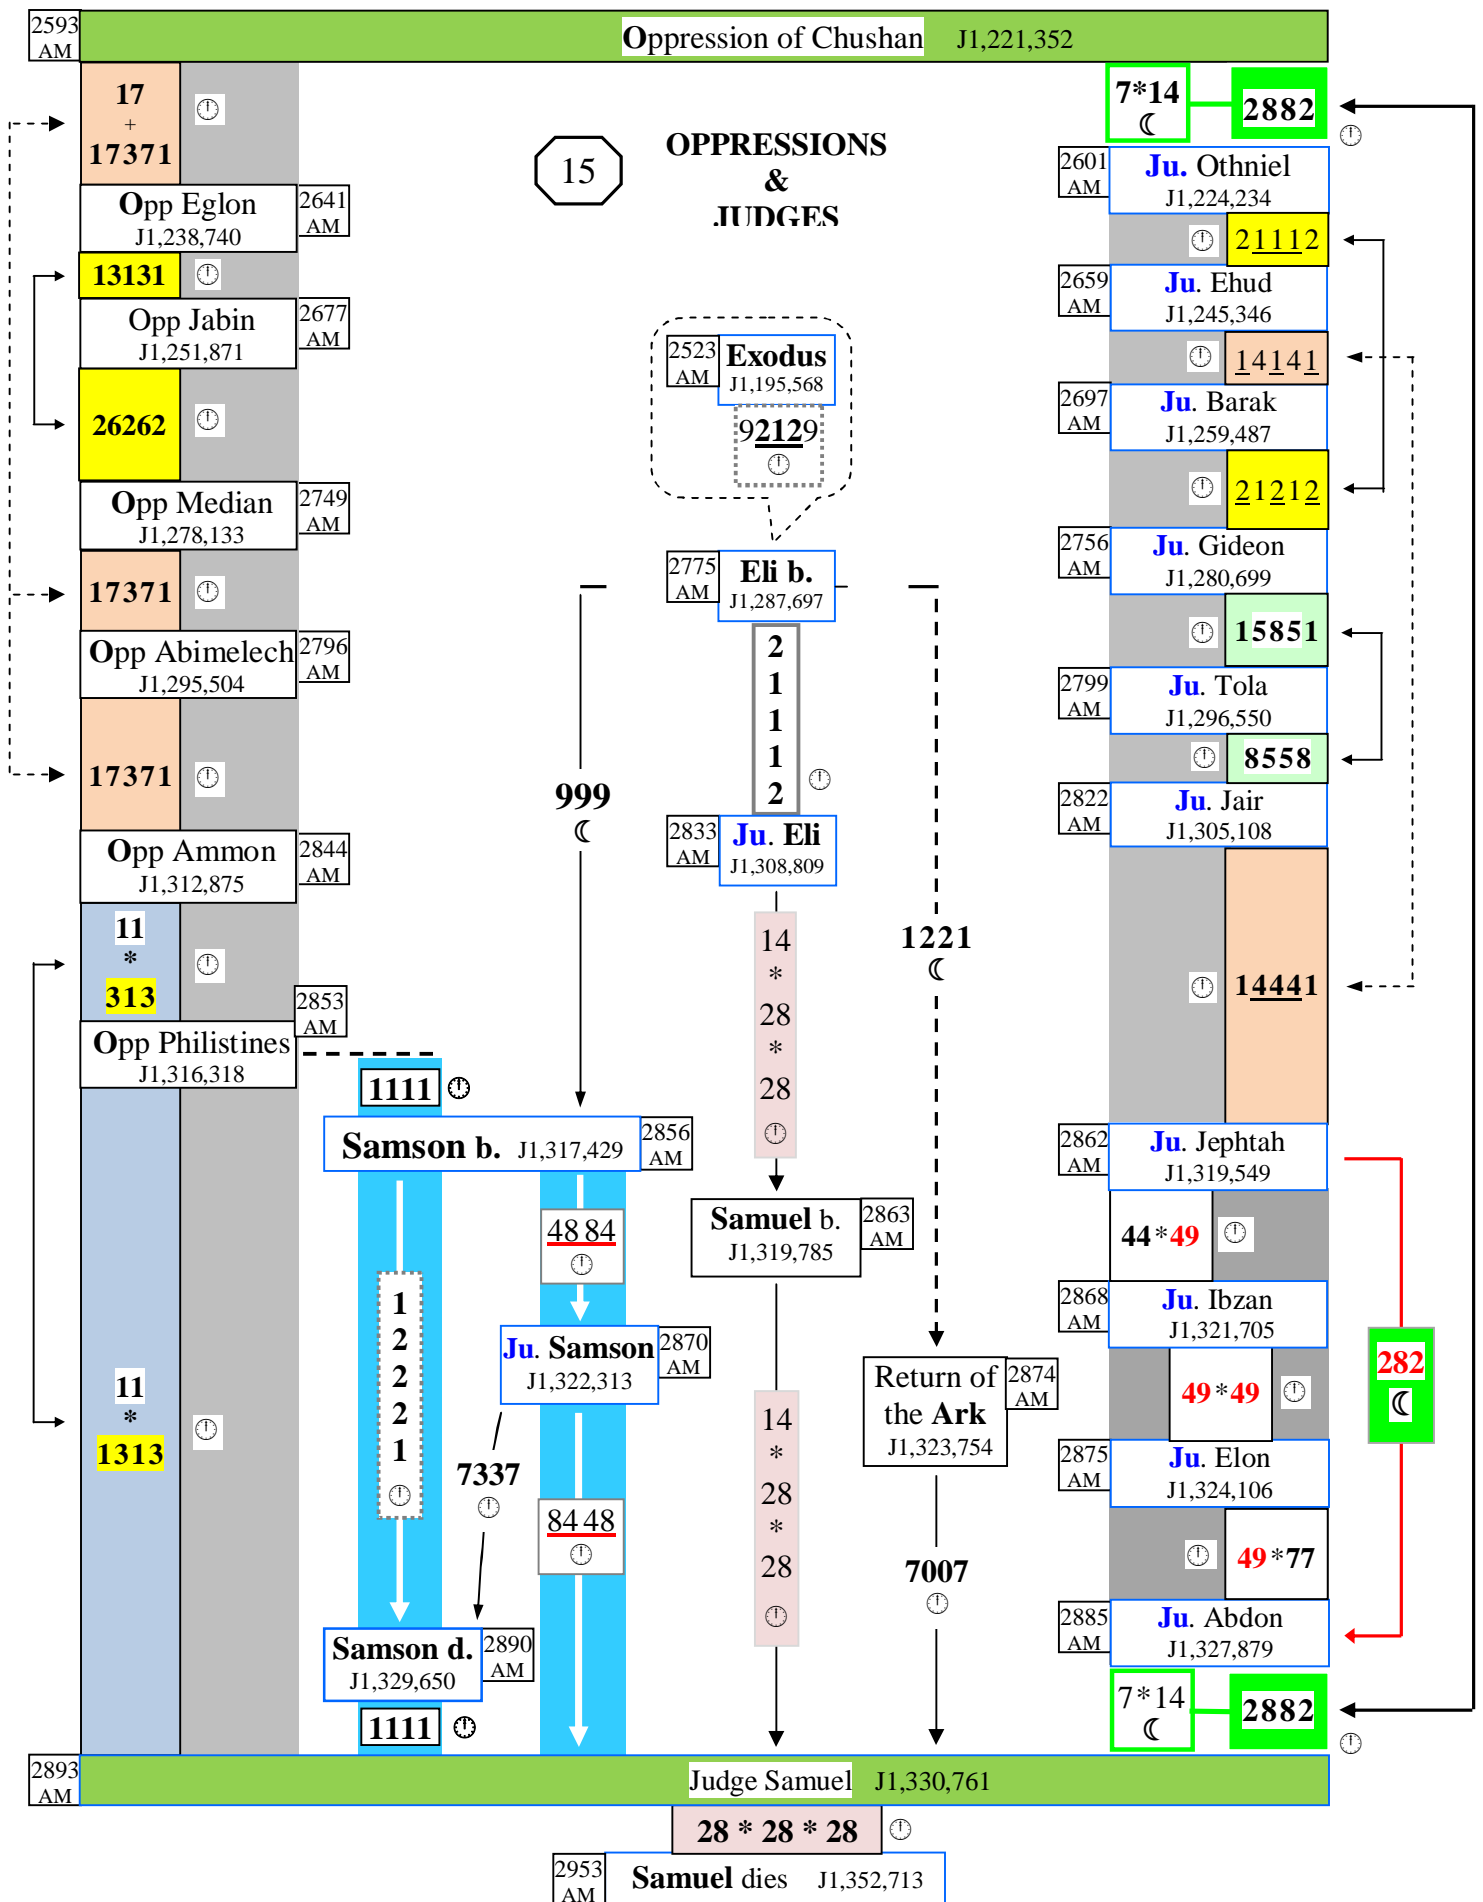 2593
AM
Oppression of Chushan J1,221,352
15
OPPRESSIONS
&
JUDGES
17
+
17371
Opp Eglon
J1,238,740
2641
AM
13131
Opp Jabin
J1,251,871
2677
AM
26262
Opp Median
J1,278,133
2749
AM
17371
Opp Abimelech
J1,295,504
2796
AM
17371
Opp Ammon
J1,312,875
2844
AM
11
*
313
2853
AM
Opp Philistines
J1,316,318
11
*
1313
1111
Samson b. J1,317,429
2856
AM
1
2
2
2
1
48 84
Ju. Samson
J1,322,313
2870
AM
7337
84 48
Samson d.
J1,329,650
2890
AM
1111
999
☾
2523
AM
Exodus
J1,195,568
92129
2775
AM
Eli b.
J1,287,697
2
1
1
1
2
2833
AM
Ju. Eli
J1,308,809
14
*
28
*
28
Samuel b.
J1,319,785
2863
AM
14
*
28
*
28
1221
☾
Return of
the Ark
J1,323,754
2874
AM
7007
7*14
☾
2882
2601
AM
Ju. Othniel
J1,224,234
21112
2659
AM
Ju. Ehud
J1,245,346
14141
2697
AM
Ju. Barak
J1,259,487
21212
2756
AM
Ju. Gideon
J1,280,699
15851
2799
AM
Ju. Tola
J1,296,550
8558
2822
AM
Ju. Jair
J1,305,108
14441
2862
AM
Ju. Jephtah
J1,319,549
44*49
2868
AM
Ju. Ibzan
J1,321,705
49*49
282
☾
2875
AM
Ju. Elon
J1,324,106
49*77
2885
AM
Ju. Abdon
J1,327,879
7*14
☾
2882
2893
AM
Judge Samuel J1,330,761
28 * 28 * 28
2953
AM
Samuel dies J1,352,713